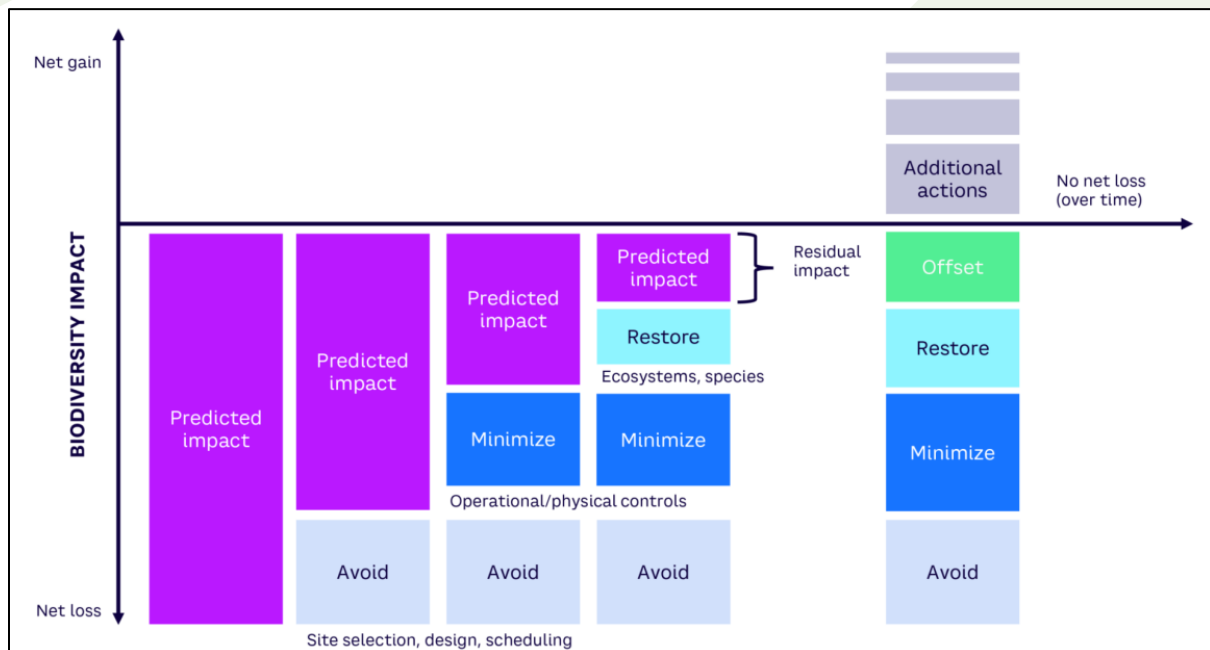 Net gain
Additional
actions
No net loss
(over time)
BIODIVERSITY IMPACT
Predicted
impact
Predicted
impact
Predicted
impact
Predicted
impact
Residual
impact
Offset
Restore
Restore
Ecosystems, species
Minimize
Minimize
Minimize
Operational/physical controls
Avoid
Avoid
Avoid
Avoid
Net loss
Site selection, design, scheduling